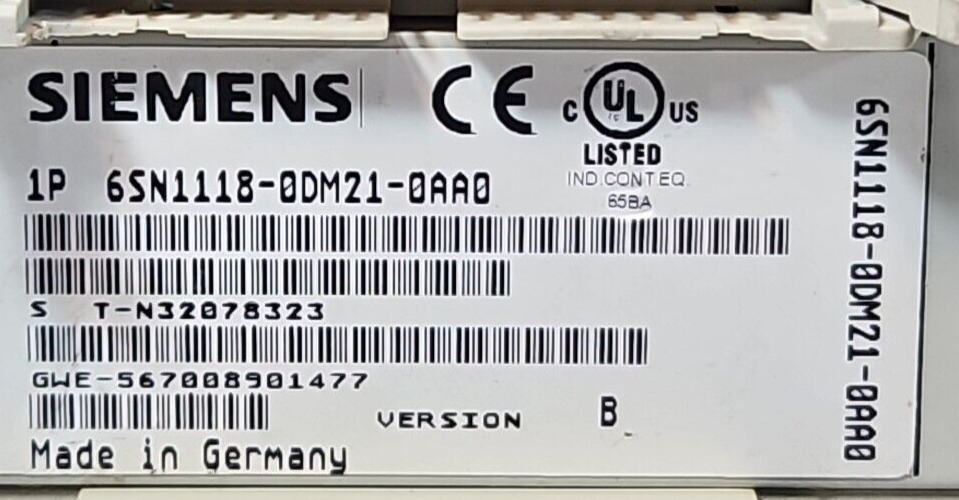 SIEMENS
CE
C UL US
LISTED
IND.CONT.EQ.
65BA
1P 6SN1118-0DM21-0AA0
S T-N32078323
GWE-567008901477
VERSION B
Made in Germany
6SN1118-0DM21-0AA0